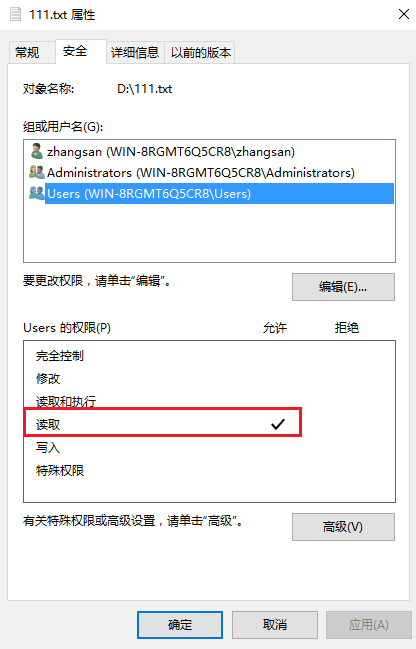 111.txt 属性
常规 安全 详细信息 以前的版本
对象名称: D:\111.txt
组或用户名(G):
zhangsan (WIN-8RGMT6Q5CR8\zhangsan)
Administrators (WIN-8RGMT6Q5CR8\Administrators)
Users (WIN-8RGMT6Q5CR8\Users)
要更改权限，请单击“编辑”。
编辑(E)...
Users 的权限(P) 允许 拒绝
完全控制
修改
读取和执行
读取
写入
特殊权限
有关特殊权限或高级设置，请单击“高级”。
高级(V)
确定 取消 应用(A)